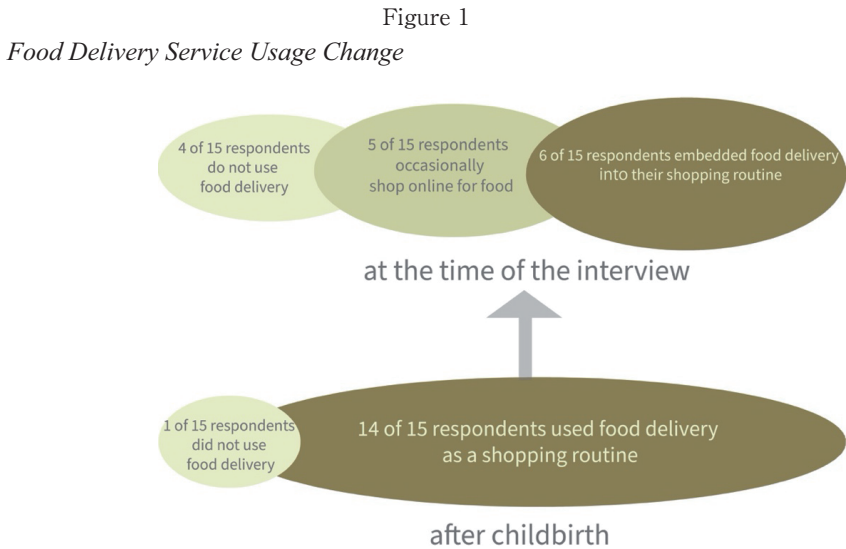 Figure 1
Food Delivery Service Usage Change
4 of 15 respondents
do not use
food delivery
5 of 15 respondents
occasionally
shop online for food
6 of 15 respondents embedded food delivery
into their shopping routine
at the time of the interview
1 of 15 respondents
did not use
food delivery
14 of 15 respondents used food delivery
as a shopping routine
after childbirth